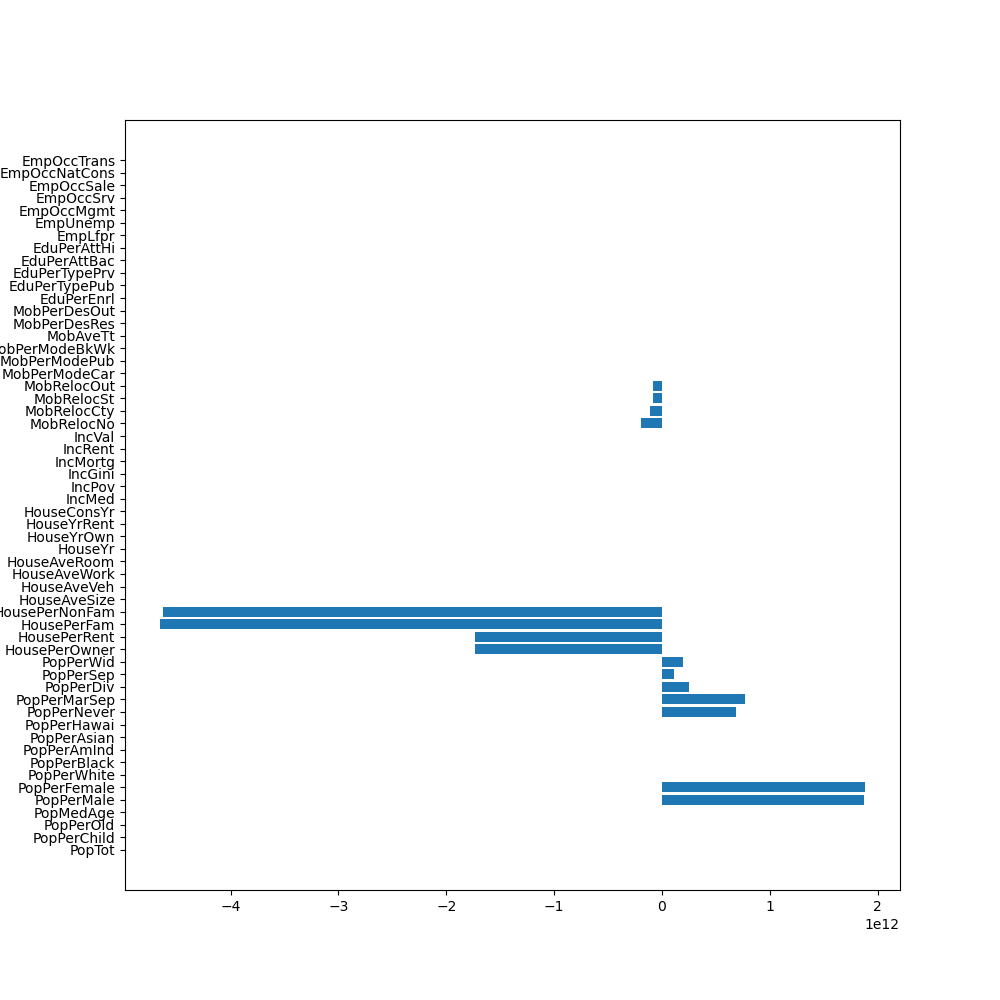 EmpOccTrans
EmpOccNatCons
EmpOccSale
EmpOccSrv
EmpOccMgmt
EmpUnemp
EmpLfpr
EduPerAttHi
EduPerAttBac
EduPerTypePrv
EduPerTypePub
EduPerEnrl
MobPerDesOut
MobPerDesRes
MobAveTt
obPerModeBkWk
MobPerModePub
MobPerModeCar
MobRelocOut
MobRelocSt
MobRelocCty
MobRelocNo
IncVal
IncRent
IncMortg
IncGini
IncPov
IncMed
HouseConsYr
HouseYrRent
HouseYrOwn
HouseYr
HouseAveRoom
HouseAveWork
HouseAveVeh
HouseAveSize
HousePerNonFam
HousePerFam
HousePerRent
HousePerOwner
PopPerWid
PopPerSep
PopPerDiv
PopPerMarSep
PopPerNever
PopPerHawai
PopPerAsian
PopPerAmInd
PopPerBlack
PopPerWhite
PopPerFemale
PopPerMale
PopMedAge
PopPerOld
PopPerChild
PopTot
−4 −3 −2 −1 0 1 2
1e12